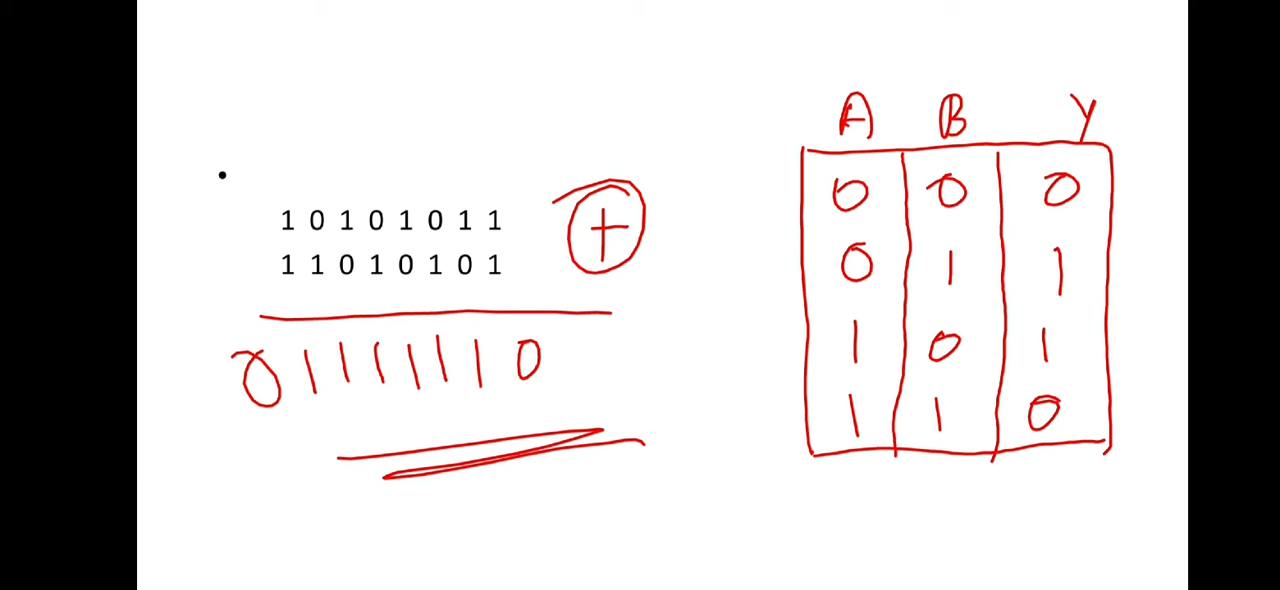 1 0 1 0 1 0 1 1 ⊕
1 1 0 1 0 1 0 1
0 1 1 1 1 1 1 0
A B Y
0 0 0
0 1 1
1 0 1
1 1 0